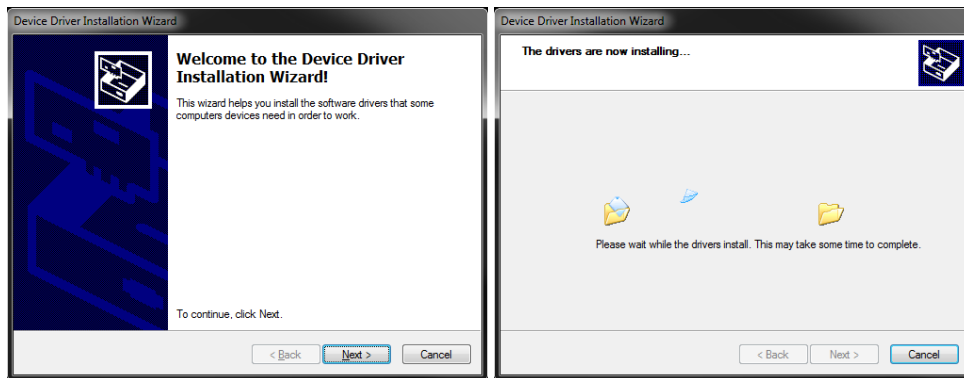 Device Driver Installation Wizard
Welcome to the Device Driver
Installation Wizard!
This wizard helps you install the software drivers that some
computers devices need in order to work.
To continue, click Next.
< Back
Next >
Cancel
Device Driver Installation Wizard
The drivers are now installing...
Please wait while the drivers install. This may take some time to complete.
< Back
Next >
Cancel